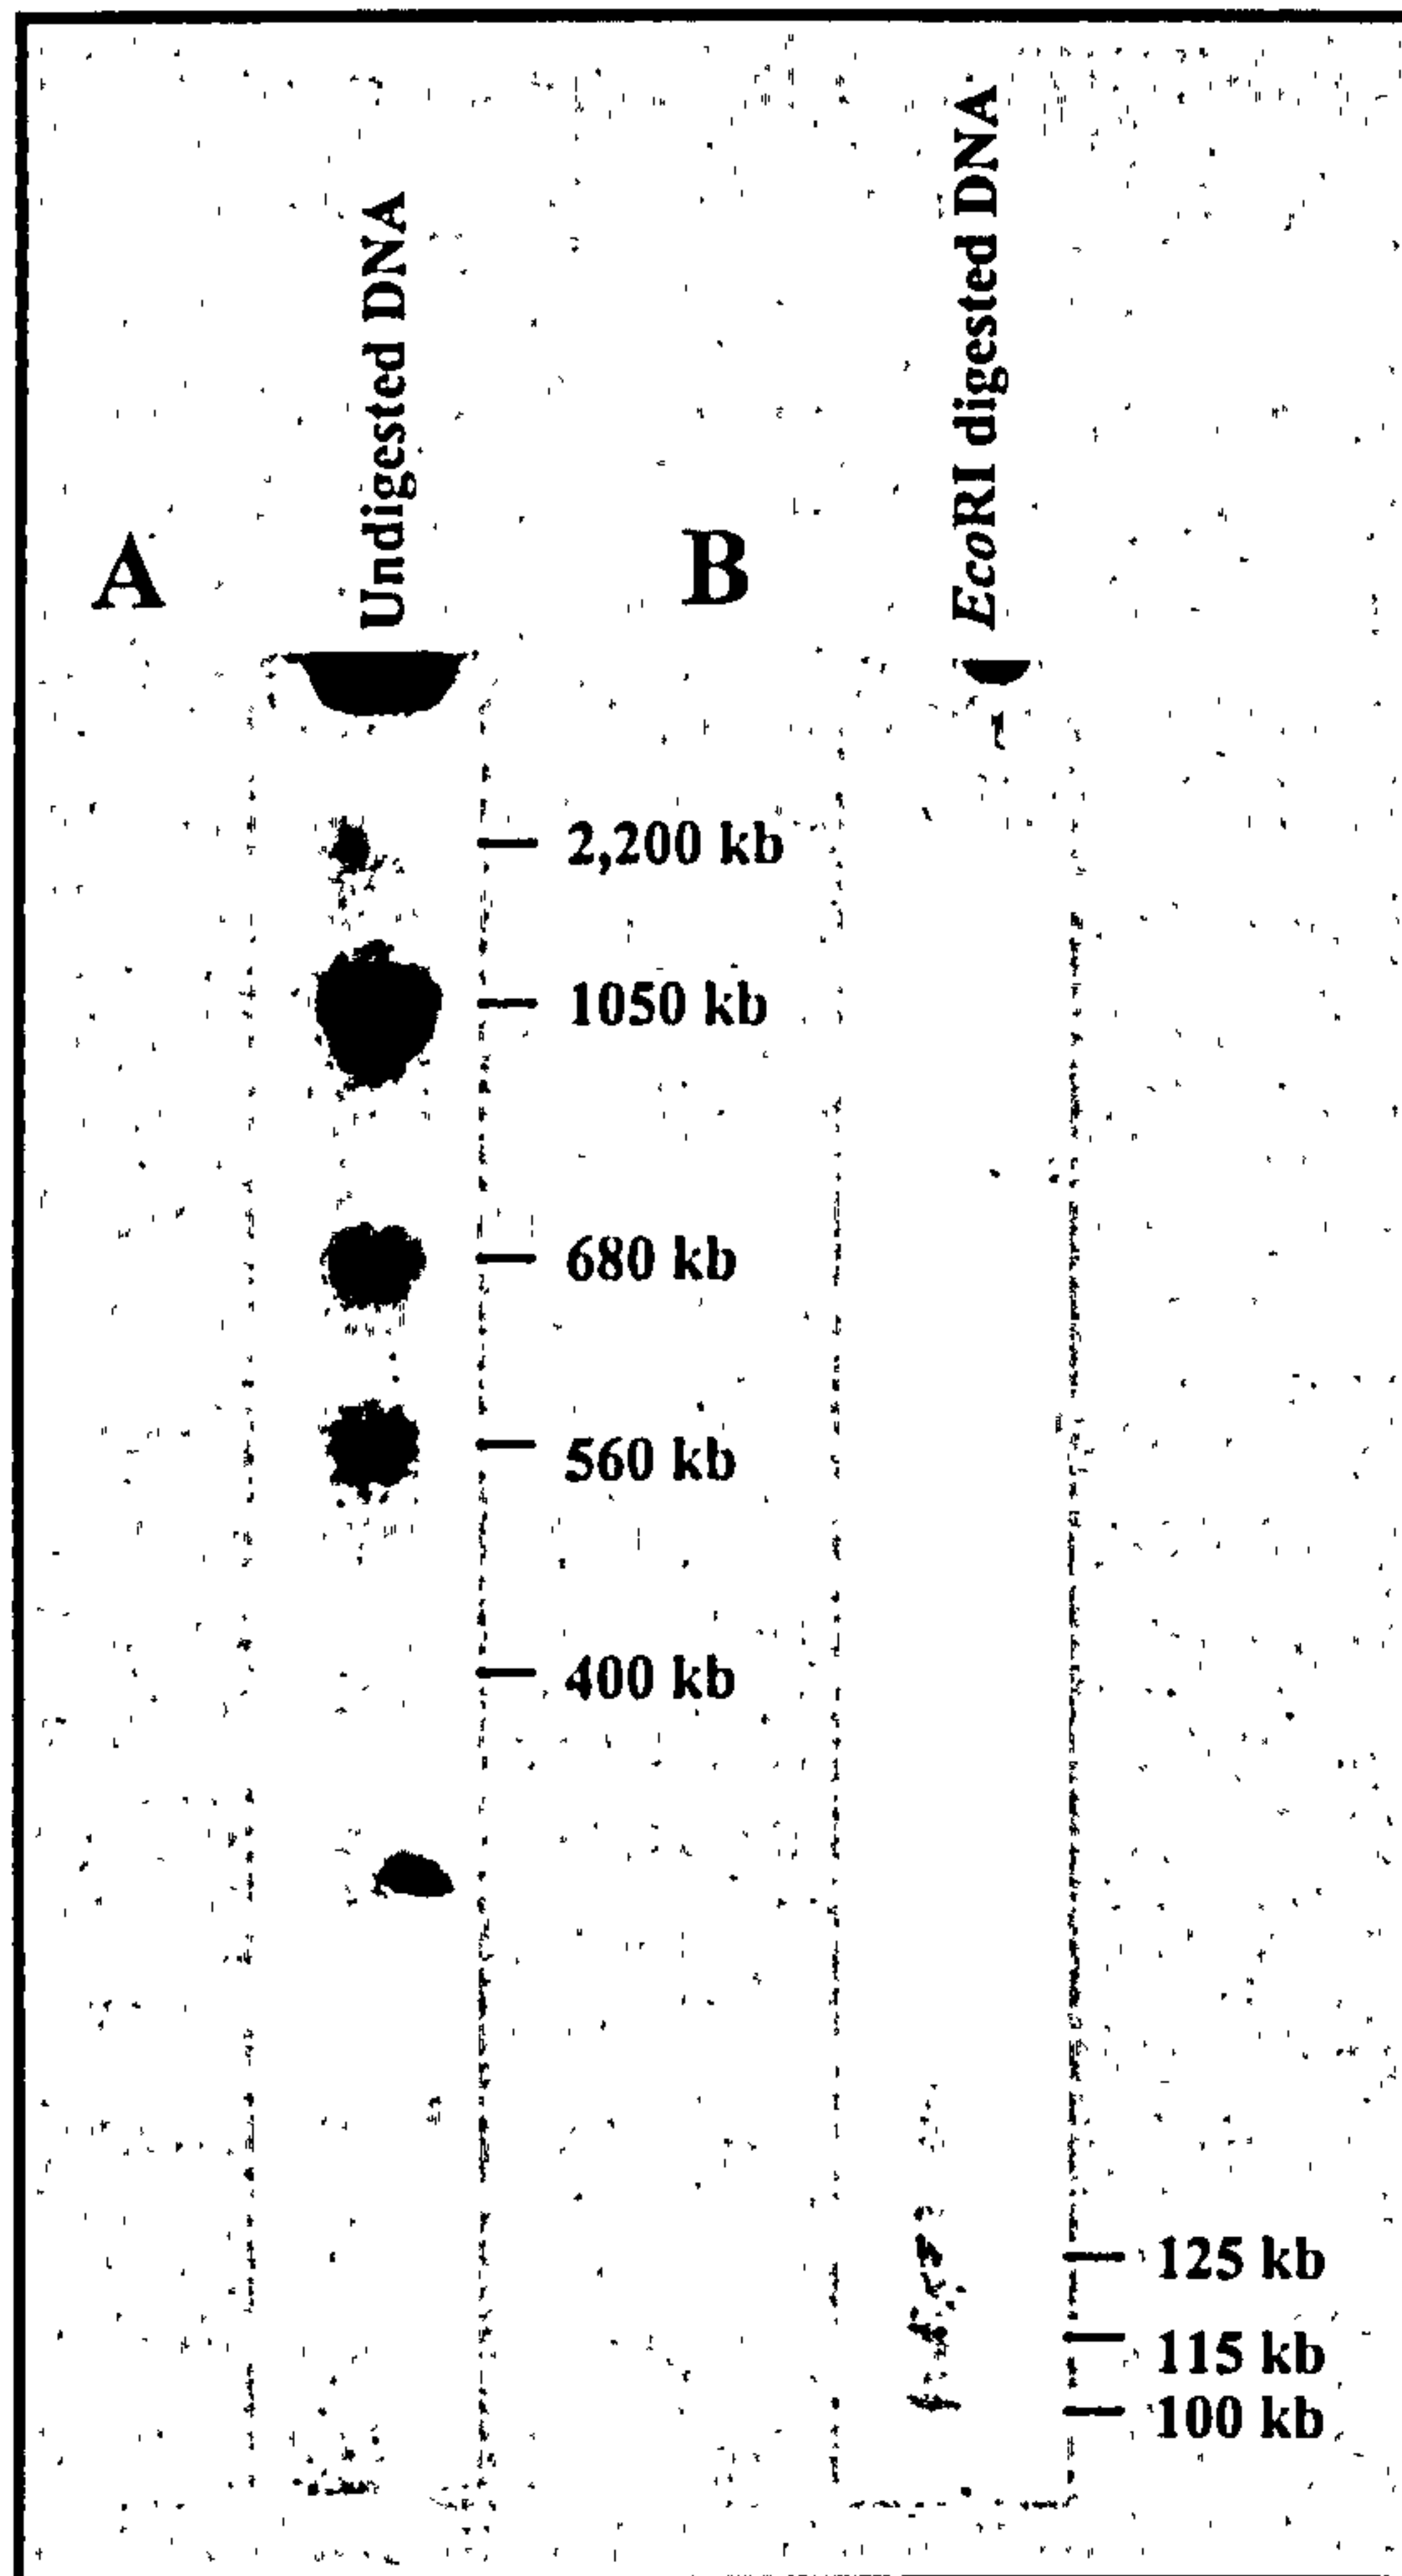 A
Undigested DNA
B
EcoRI digested DNA
2,200 kb
1050 kb
680 kb
560 kb
400 kb
125 kb
115 kb
100 kb